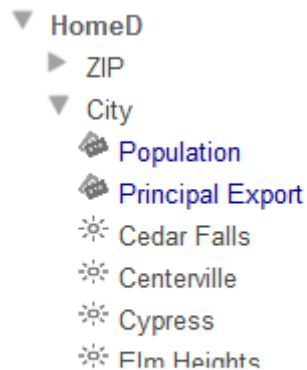 HomeD
ZIP
City
Population
Principal Export
Cedar Falls
Centerville
Cypress
Elm Heights